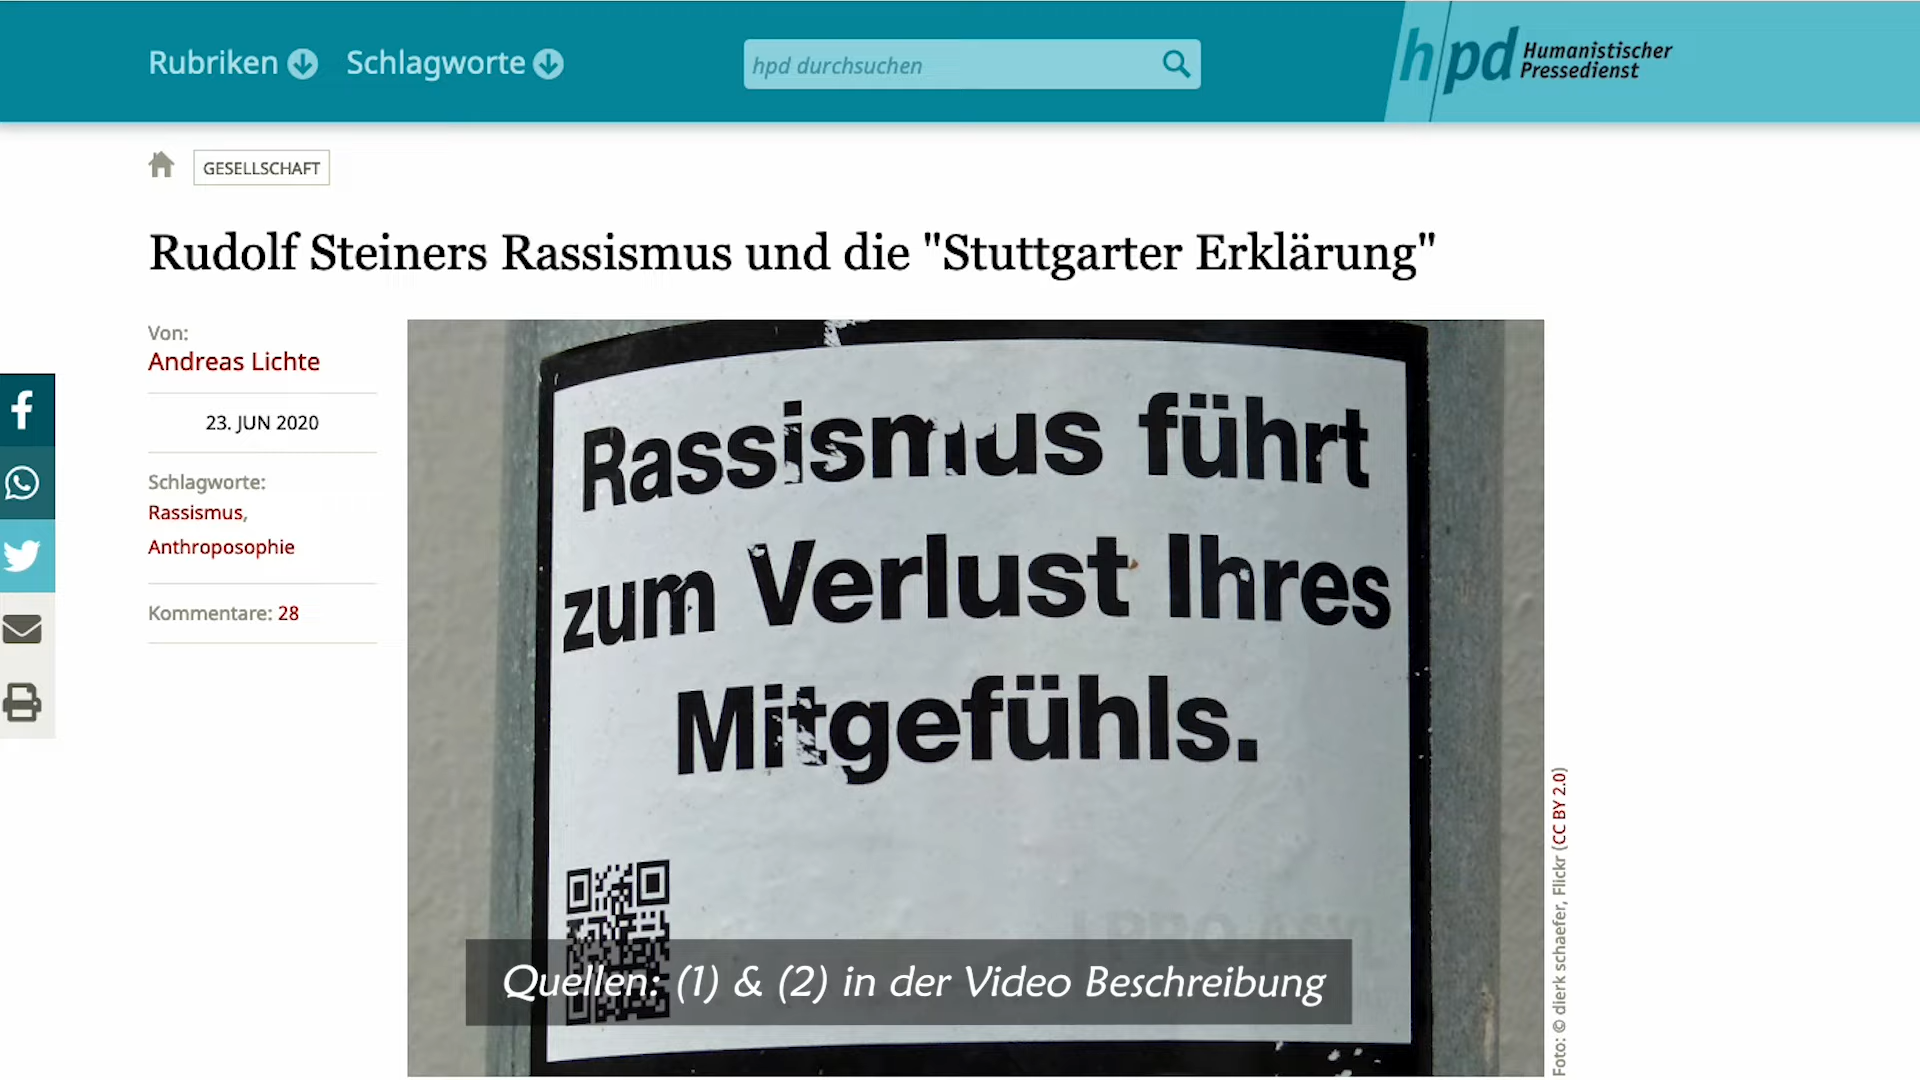 Rubriken
Schlagworte
hpd durchsuchen
hpd Humanistischer
Pressedienst
GESELLSCHAFT
Rudolf Steiners Rassismus und die "Stuttgarter Erklärung"
Von:
Andreas Lichte
23. JUN 2020
Schlagworte:
Rassismus,
Anthroposophie
Kommentare: 28
Rassismus führt
zum Verlust Ihres
Mitgefühls.
Quellen: (1) & (2) in der Video Beschreibung
Foto: © dierk schaefer, Flickr (CC BY 2.0)